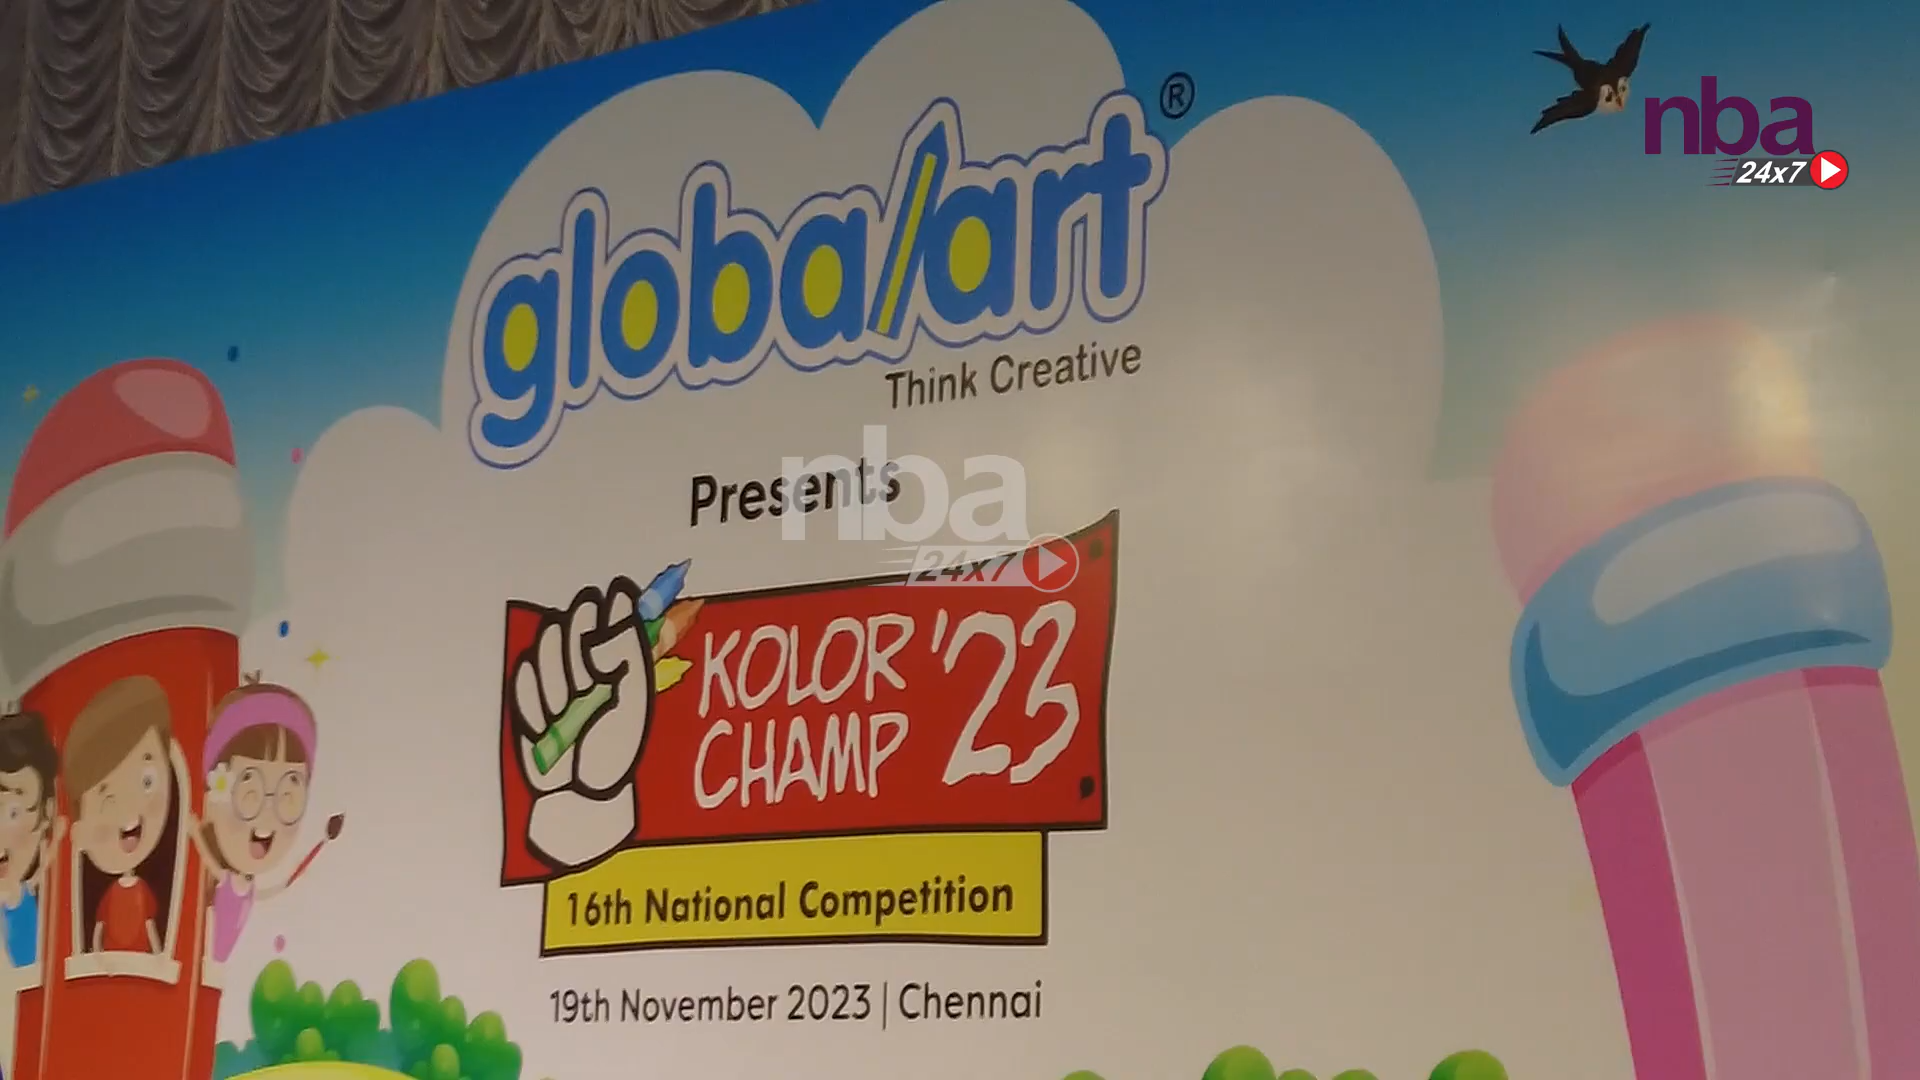 globalart®
Think Creative
Presents
KOLOR
CHAMP
'23
16th National Competition
19th November 2023 | Chennai
nba
24x7
nba
24x7